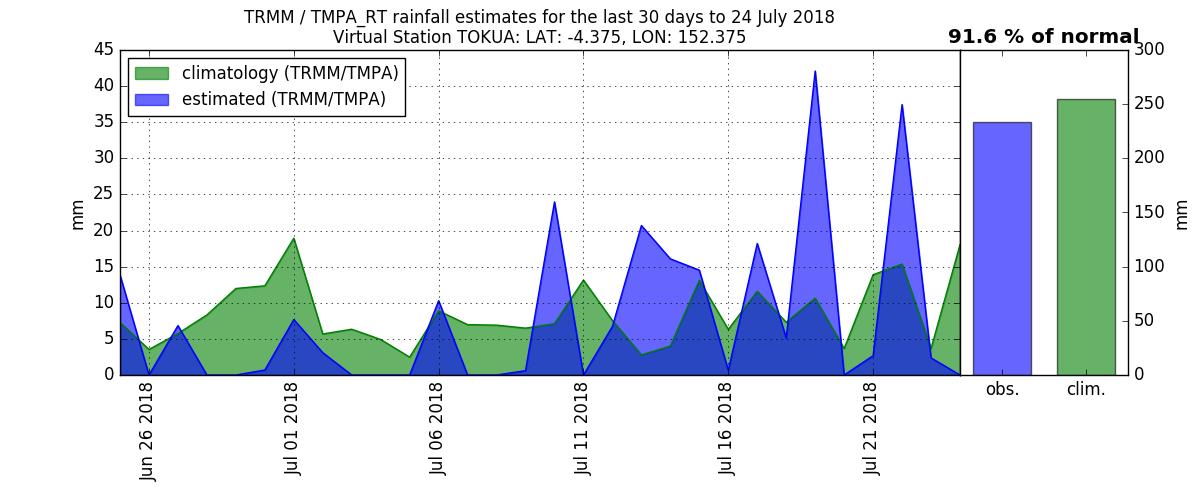 TRMM / TMPA_RT rainfall estimates for the last 30 days to 24 July 2018
Virtual Station TOKUA: LAT: -4.375, LON: 152.375
91.6 % of normal
climatology (TRMM/TMPA)
estimated (TRMM/TMPA)
45
40
35
30
25
20
15
10
5
0
mm
Jun 26 2018
Jul 01 2018
Jul 06 2018
Jul 11 2018
Jul 16 2018
Jul 21 2018
300
250
200
150
100
50
0
mm
obs.
clim.